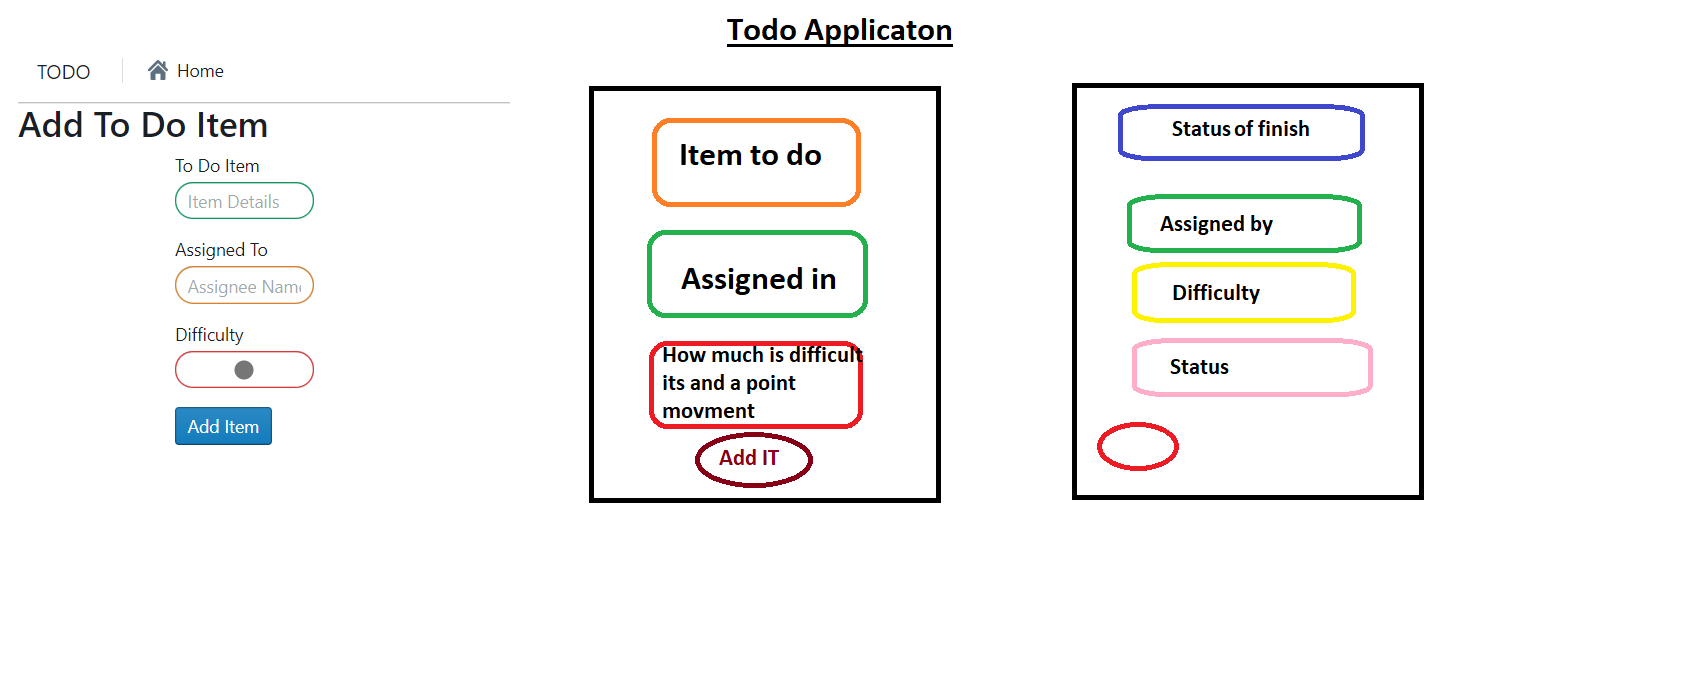 Todo Applicaton
TODO
Home
Add To Do Item
To Do Item
Item Details
Assigned To
Assignee Nam
Difficulty
Add Item
Item to do
Assigned in
How much is difficult
its and a point
movment
Add IT
Status of finish
Assigned by
Difficulty
Status